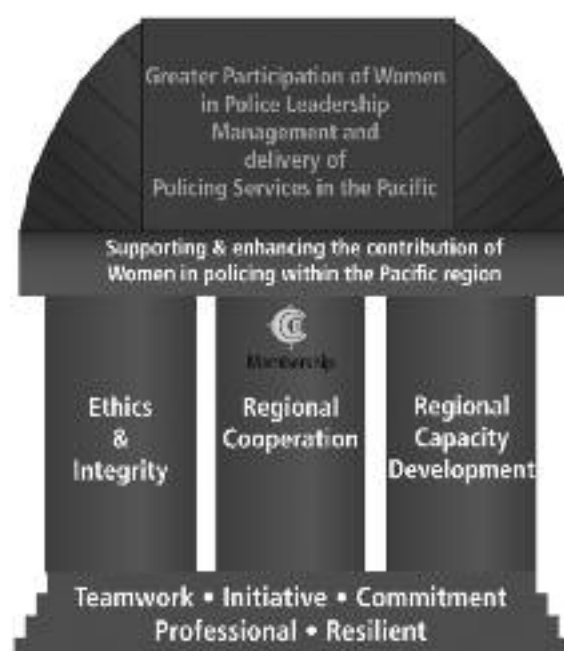 Greater Participation of Women
in Police Leadership
Management and
delivery of
Policing Services in the Pacific
Supporting & enhancing the contribution of
Women in policing within the Pacific region
Membership
Ethics
&
Integrity
Regional
Cooperation
Regional
Capacity
Development
Teamwork • Initiative • Commitment
Professional • Resilient